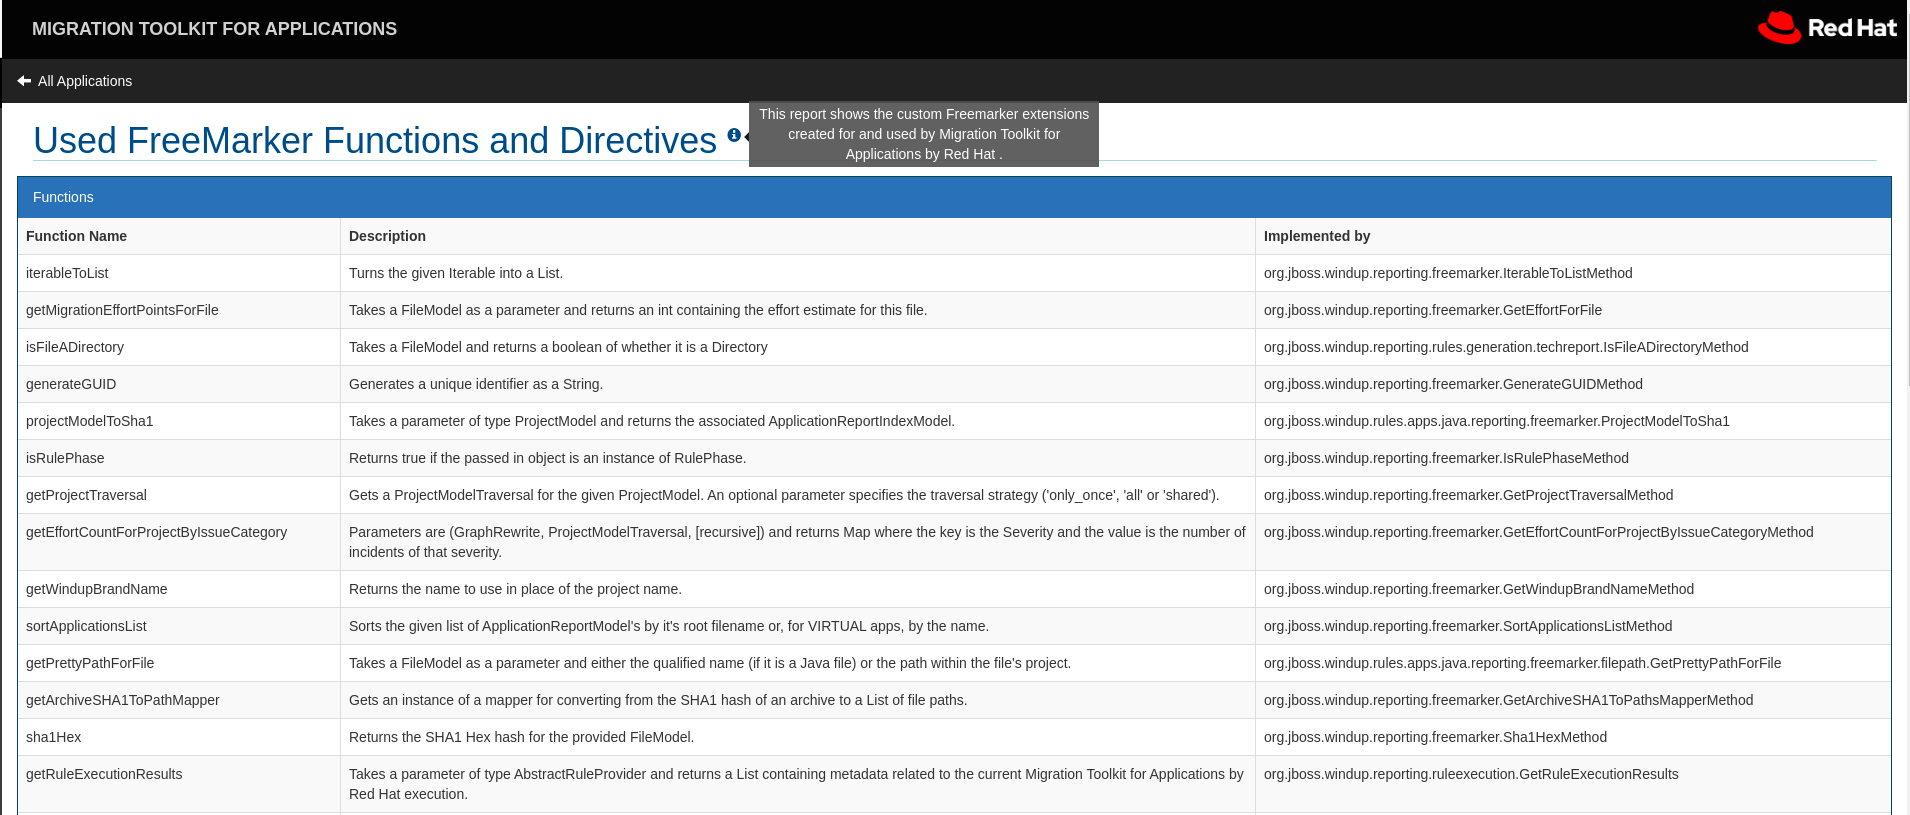 MIGRATION TOOLKIT FOR APPLICATIONS
Red Hat
All Applications
Used FreeMarker Functions and Directives
This report shows the custom Freemarker extensions
created for and used by Migration Toolkit for
Applications by Red Hat .
Functions
Function Name Description Implemented by
iterableToList Turns the given Iterable into a List. org.jboss.windup.reporting.freemarker.IterableToListMethod
getMigrationEffortPointsForFile Takes a FileModel as a parameter and returns an int containing the effort estimate for this file. org.jboss.windup.reporting.freemarker.GetEffortForFile
isFileADirectory Takes a FileModel and returns a boolean of whether it is a Directory org.jboss.windup.reporting.rules.generation.techreport.IsFileADirectoryMethod
generateGUID Generates a unique identifier as a String. org.jboss.windup.reporting.freemarker.GenerateGUIDMethod
projectModelToSha1 Takes a parameter of type ProjectModel and returns the associated ApplicationReportIndexModel. org.jboss.windup.rules.apps.java.reporting.freemarker.ProjectModelToSha1
isRulePhase Returns true if the passed in object is an instance of RulePhase. org.jboss.windup.reporting.freemarker.IsRulePhaseMethod
getProjectTraversal Gets a ProjectModelTraversal for the given ProjectModel. An optional parameter specifies the traversal strategy ('only_once', 'all' or 'shared'). org.jboss.windup.reporting.freemarker.GetProjectTraversalMethod
getEffortCountForProjectByIssueCategory Parameters are (GraphRewrite, ProjectModelTraversal, [recursive]) and returns Map where the key is the Severity and the value is the number of org.jboss.windup.reporting.freemarker.GetEffortCountForProjectByIssueCategoryMethod
incidents of that severity.
getWindupBrandName Returns the name to use in place of the project name. org.jboss.windup.reporting.freemarker.GetWindupBrandNameMethod
sortApplicationsList Sorts the given list of ApplicationReportModel's by it's root filename or, for VIRTUAL apps, by the name. org.jboss.windup.reporting.freemarker.SortApplicationsListMethod
getPrettyPathForFile Takes a FileModel as a parameter and either the qualified name (if it is a Java file) or the path within the file's project. org.jboss.windup.rules.apps.java.reporting.freemarker.filepath.GetPrettyPathForFile
getArchiveSHA1ToPathMapper Gets an instance of a mapper for converting from the SHA1 hash of an archive to a List of file paths. org.jboss.windup.reporting.freemarker.GetArchiveSHA1ToPathsMapperMethod
sha1Hex Returns the SHA1 Hex hash for the provided FileModel. org.jboss.windup.reporting.freemarker.Sha1HexMethod
getRuleExecutionResults Takes a parameter of type AbstractRuleProvider and returns a List containing metadata related to the current Migration Toolkit for Applications by org.jboss.windup.reporting.ruleexecution.GetRuleExecutionResults
Red Hat execution.